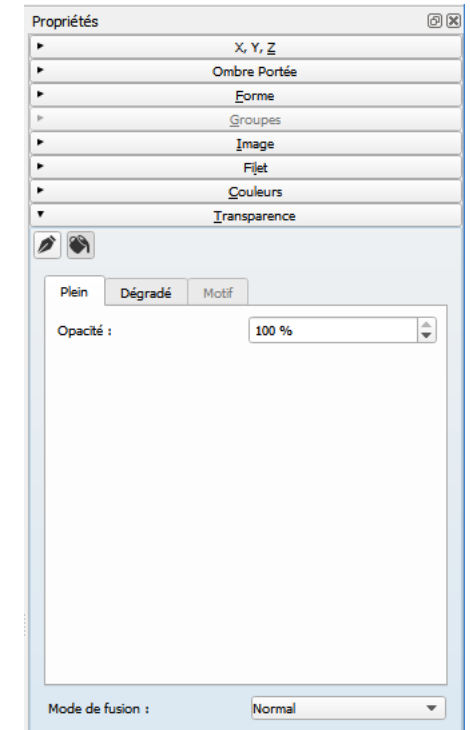 Propriétés
X, Y, Z
Ombre Portée
Forme
Groupes
Image
Filet
Couleurs
Transparence
Plein Dégradé Motif
Opacité : 100 %
Mode de fusion : Normal